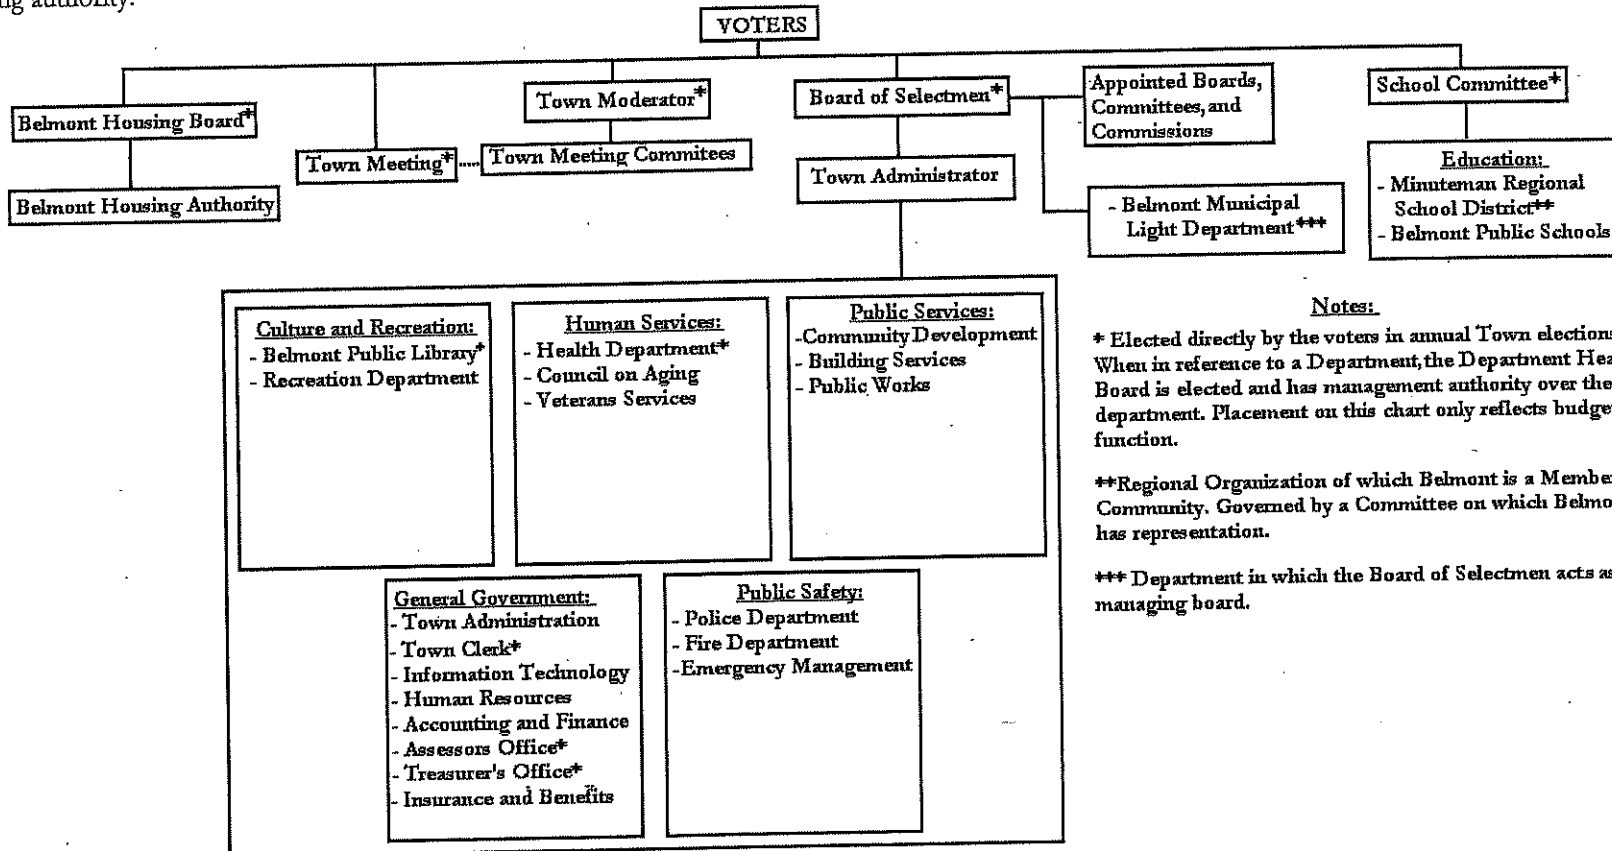 ng authority.
VOTERS
Belmont Housing Board*
Town Meeting*
Town Moderator*
Town Meeting Commitees
Board of Selectmen*
Appointed Boards,
Committees, and
Commissions
School Committee*
Belmont Housing Authority
Town Administrator
- Belmont Municipal
Light Department***
Education:
- Minuteman Regional
School District**
- Belmont Public Schools
Culture and Recreation:
- Belmont Public Library*
- Recreation Department
Human Services:
- Health Department*
- Council on Aging
- Veterans Services
Public Services:
-Community Development
- Building Services
- Public Works
General Government:
- Town Administration
- Town Clerk*
- Information Technology
- Human Resources
- Accounting and Finance
- Assessors Office*
- Treasurer's Office*
- Insurance and Benefits
Public Safety:
- Police Department
- Fire Department
-Emergency Management
Notes:
* Elected directly by the voters in annual Town elections
When in reference to a Department, the Department Hea
Board is elected and has management authority over the
department. Placement on this chart only reflects budge
function.
**Regional Organization of which Belmont is a Member
Community. Governed by a Committee on which Belmo
has representation.
*** Department in which the Board of Selectmen acts as
managing board.